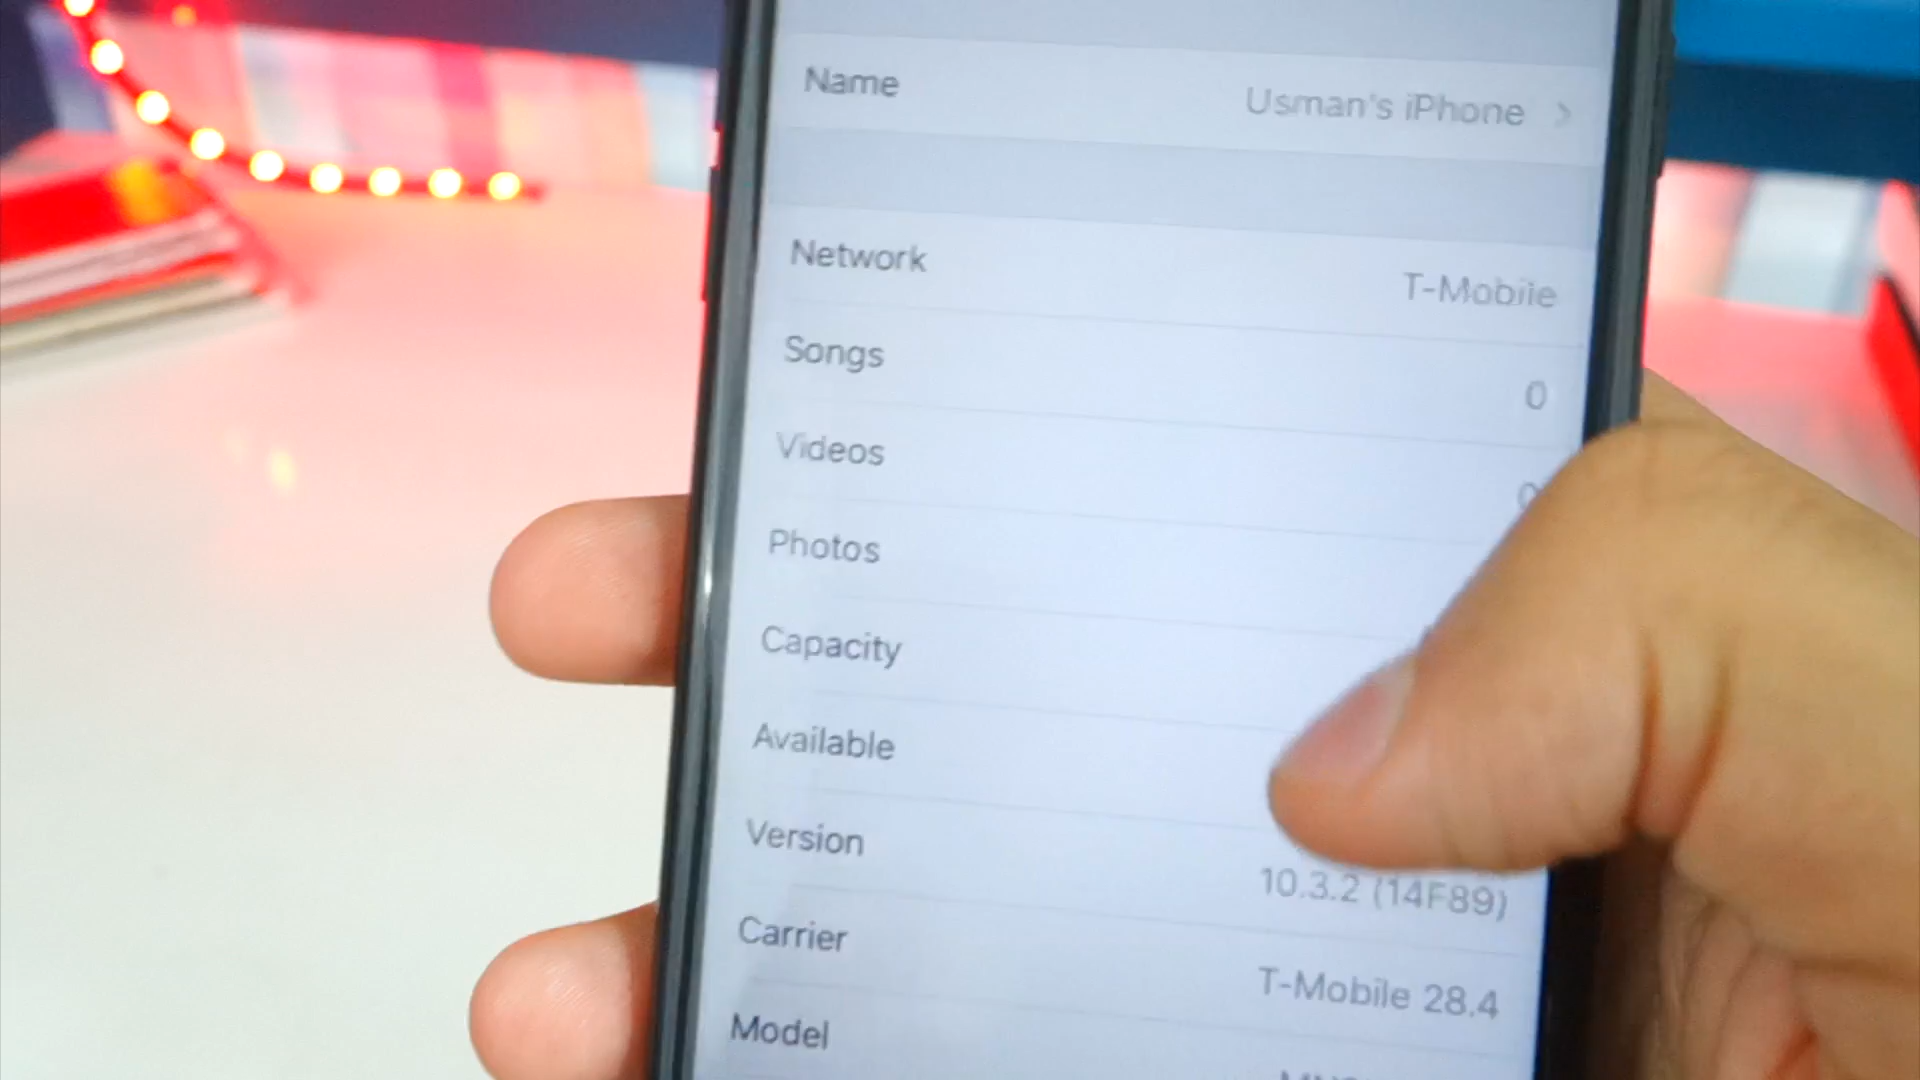 Name Usman's iPhone
Network T-Mobile
Songs 0
Videos 0
Photos
Capacity
Available
Version 10.3.2 (14F89)
Carrier T-Mobile 28.4
Model